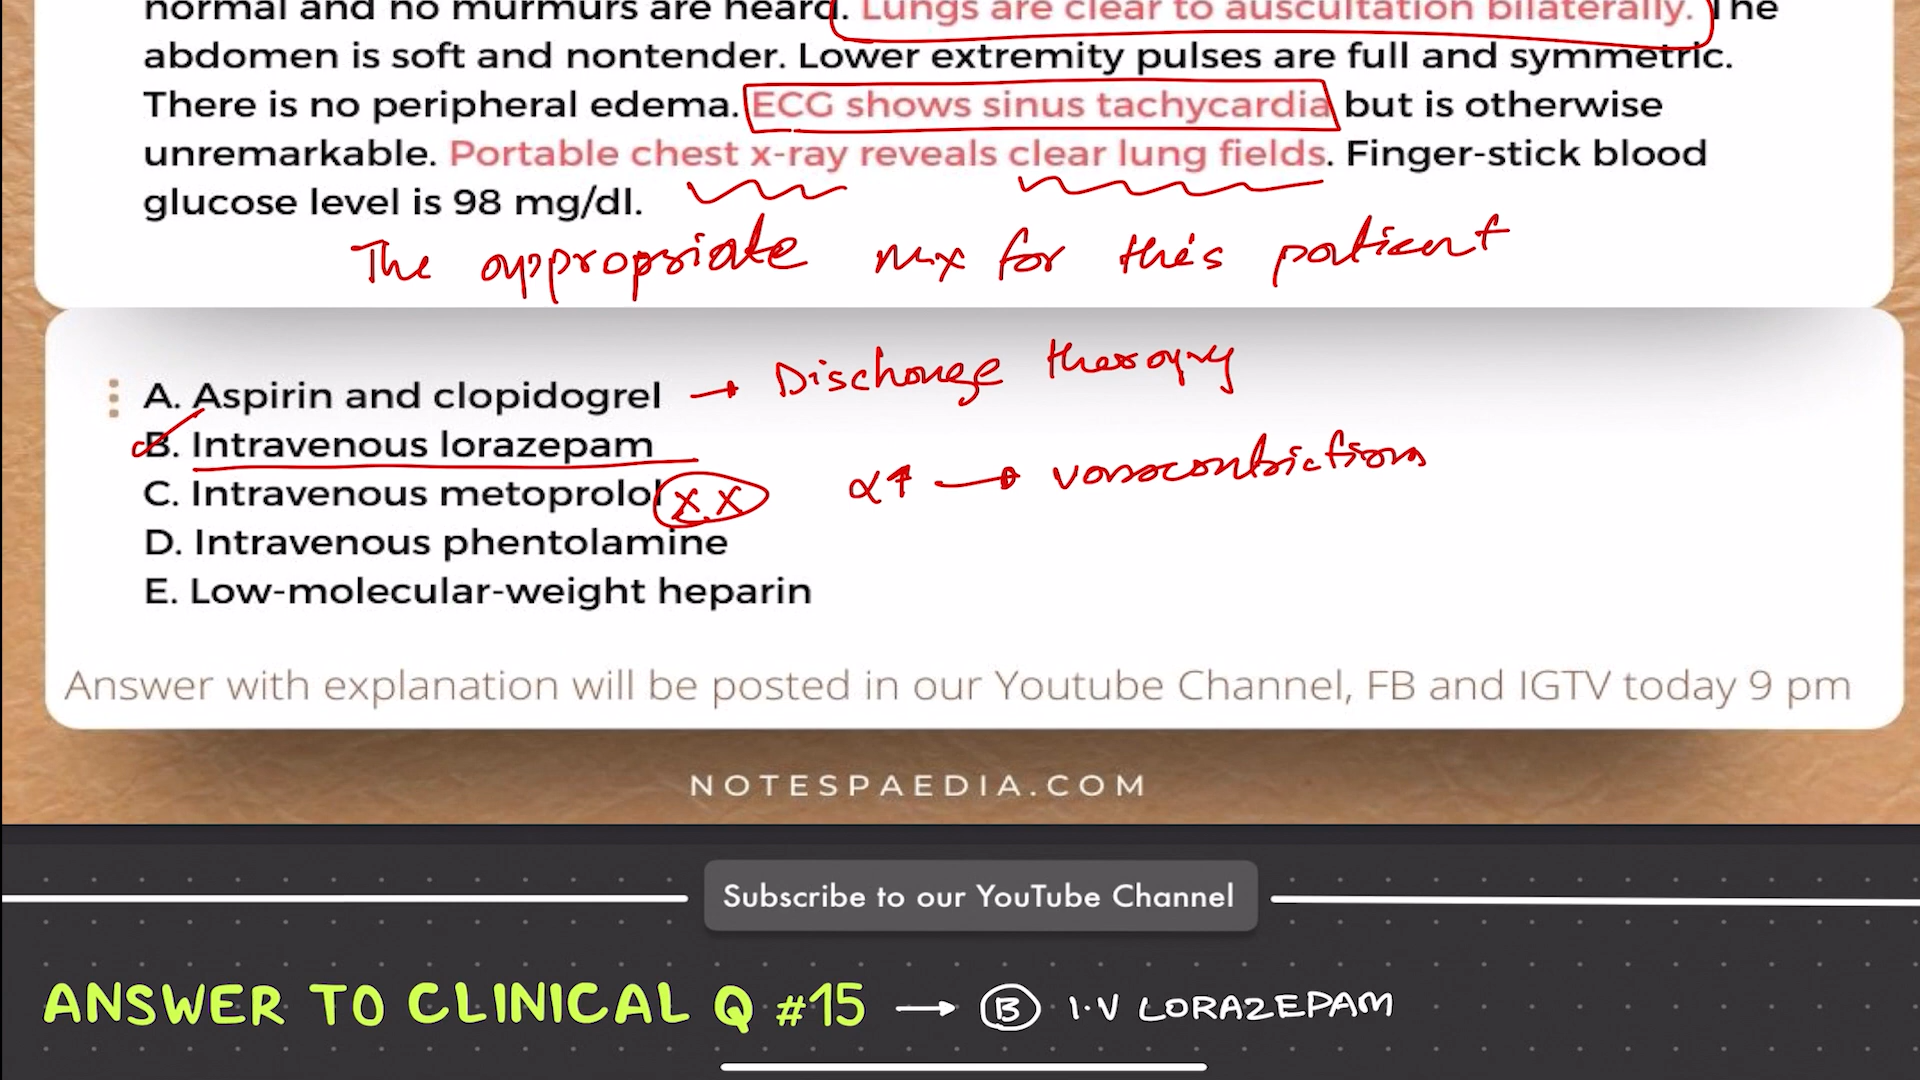 normal and no murmurs are heard. Lungs are clear to auscultation bilaterally. The
abdomen is soft and nontender. Lower extremity pulses are full and symmetric.
There is no peripheral edema. ECG shows sinus tachycardia but is otherwise
unremarkable. Portable chest x-ray reveals clear lung fields. Finger-stick blood
glucose level is 98 mg/dl.
The appropriate mx for this patient
A. Aspirin and clopidogrel → Discharge therapy
B. Intravenous lorazepam
C. Intravenous metoprolol x x α↑ → vasoconstriction
D. Intravenous phentolamine
E. Low-molecular-weight heparin
Answer with explanation will be posted in our Youtube Channel, FB and IGTV today 9 pm
NOTESPAEDIA.COM
Subscribe to our YouTube Channel
ANSWER TO CLINICAL Q #15 → B I.V LORAZEPAM